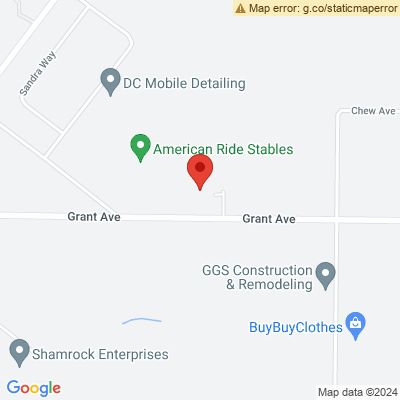 Map error: g.co/staticmaperror
Sandra Way
DC Mobile Detailing
Chew Ave
American Ride Stables
Grant Ave
Grant Ave
GGS Construction
& Remodeling
BuyBuyClothes
Shamrock Enterprises
Google
Map data ©2024